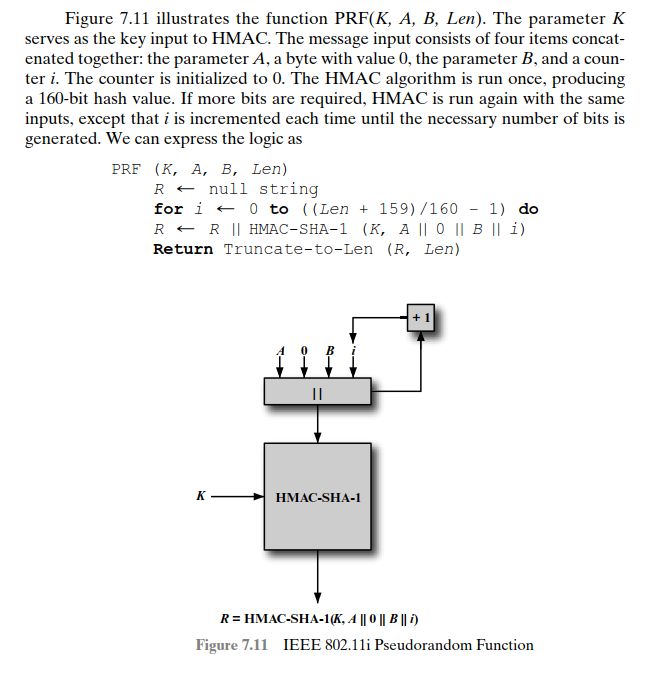 Figure 7.11 illustrates the function PRF(K, A, B, Len). The parameter K
serves as the key input to HMAC. The message input consists of four items concat-
enated together: the parameter A, a byte with value 0, the parameter B, and a coun-
ter i. The counter is initialized to 0. The HMAC algorithm is run once, producing
a 160-bit hash value. If more bits are required, HMAC is run again with the same
inputs, except that i is incremented each time until the necessary number of bits is
generated. We can express the logic as
PRF (K, A, B, Len)
R ← null string
for i ← 0 to ((Len + 159)/160 − 1) do
R ← R || HMAC-SHA-1 (K, A || 0 || B || i)
Return Truncate-to-Len (R, Len)
+ 1
A 0 B i
||
K
HMAC-SHA-1
R = HMAC-SHA-1(K, A || 0 || B || i)
Figure 7.11 IEEE 802.11i Pseudorandom Function